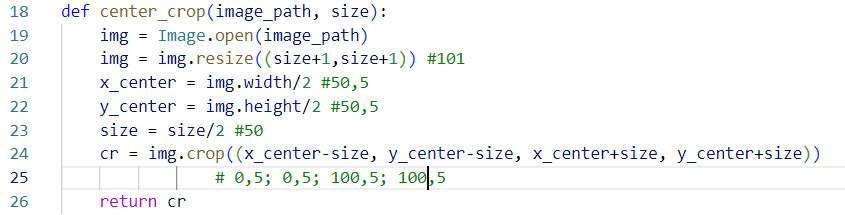 18 def center_crop(image_path, size):
19 img = Image.open(image_path)
20 img = img.resize((size+1,size+1)) #101
21 x_center = img.width/2 #50,5
22 y_center = img.height/2 #50,5
23 size = size/2 #50
24 cr = img.crop((x_center-size, y_center-size, x_center+size, y_center+size))
25 # 0,5; 0,5; 100,5; 100,5
26 return cr